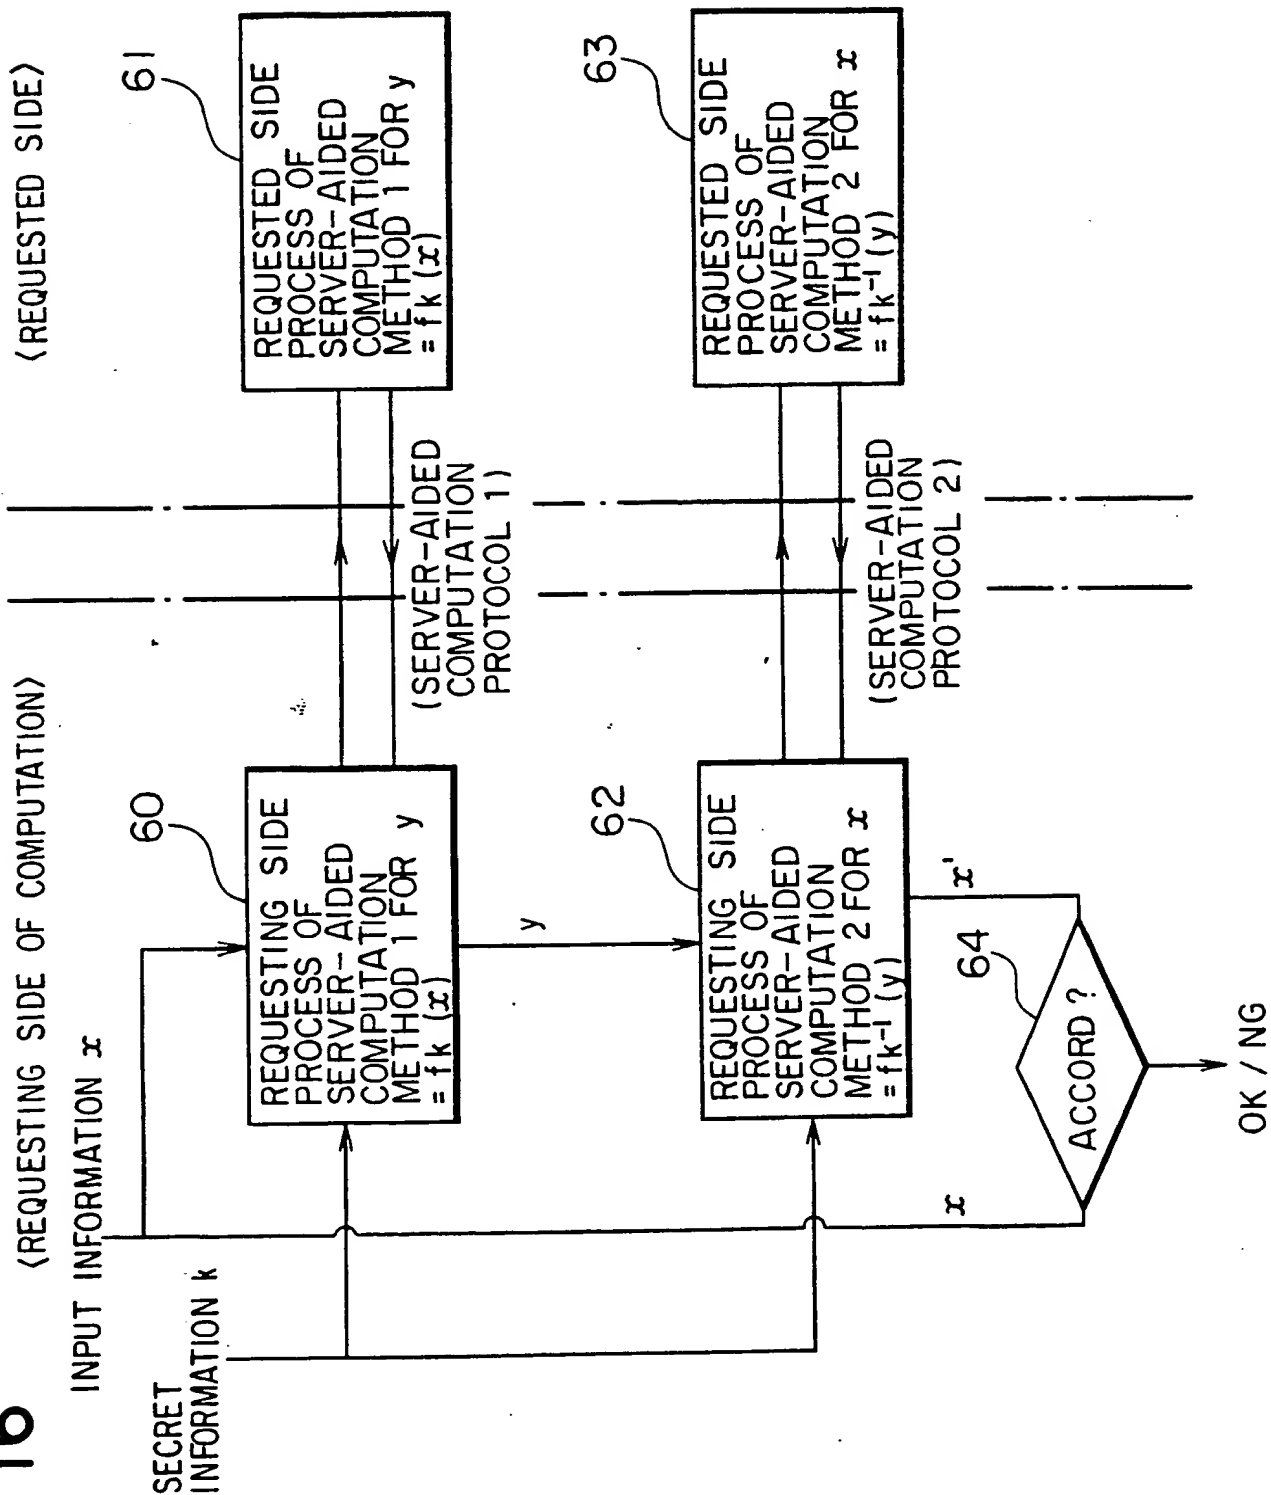 16
⟨REQUESTING SIDE OF COMPUTATION⟩
⟨REQUESTED SIDE⟩
INPUT INFORMATION x
SECRET
INFORMATION k
60
REQUESTING SIDE
PROCESS OF
SERVER-AIDED
COMPUTATION
METHOD 1 FOR y
= fk (x)
(SERVER-AIDED
COMPUTATION
PROTOCOL 1)
61
REQUESTED SIDE
PROCESS OF
SERVER-AIDED
COMPUTATION
METHOD 1 FOR y
= fk (x)
y
62
REQUESTING SIDE
PROCESS OF
SERVER-AIDED
COMPUTATION
METHOD 2 FOR x
= fk⁻¹ (y)
(SERVER-AIDED
COMPUTATION
PROTOCOL 2)
63
REQUESTED SIDE
PROCESS OF
SERVER-AIDED
COMPUTATION
METHOD 2 FOR x
= fk⁻¹ (y)
x
x'
64
ACCORD ?
OK / NG